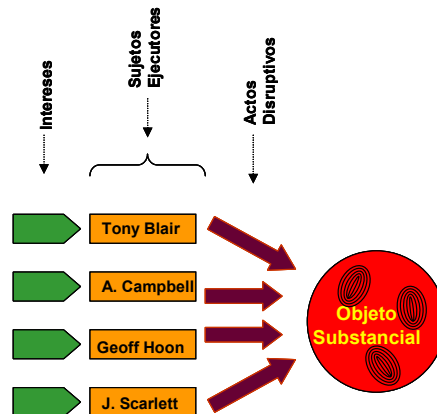 Intereses
Sujetos
Ejecutores
Actos
Disruptivos
Tony Blair
A. Campbell
Geoff Hoon
J. Scarlett
Objeto
Substancial